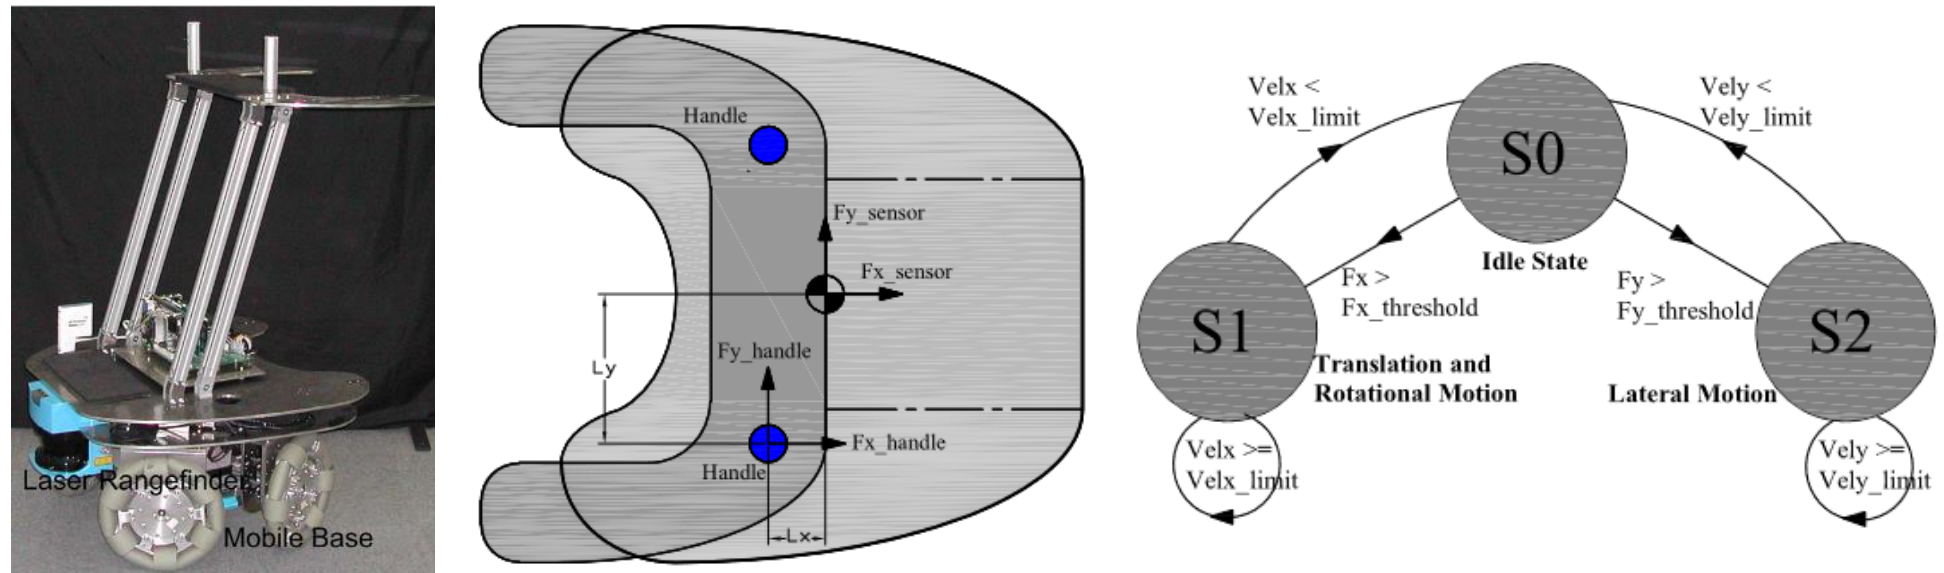 Laser Rangefinder
Mobile Base
Handle
Fy_sensor
Fx_sensor
Fy_handle
Ly
Fx_handle
Handle
Lx
Velx <
Velx_limit
Vely <
Vely_limit
S0
Idle State
Fx >
Fx_threshold
Fy >
Fy_threshold
S1
S2
Translation and
Rotational Motion
Lateral Motion
Velx >=
Velx_limit
Vely >=
Vely_limit